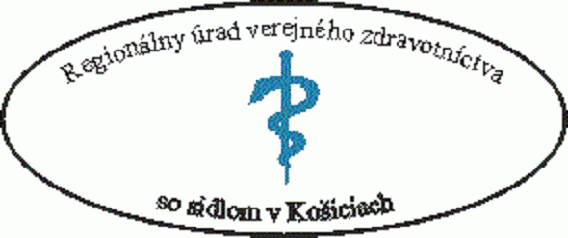 Regionálny úrad verejného zdravotníctva
so sídlom v Košiciach